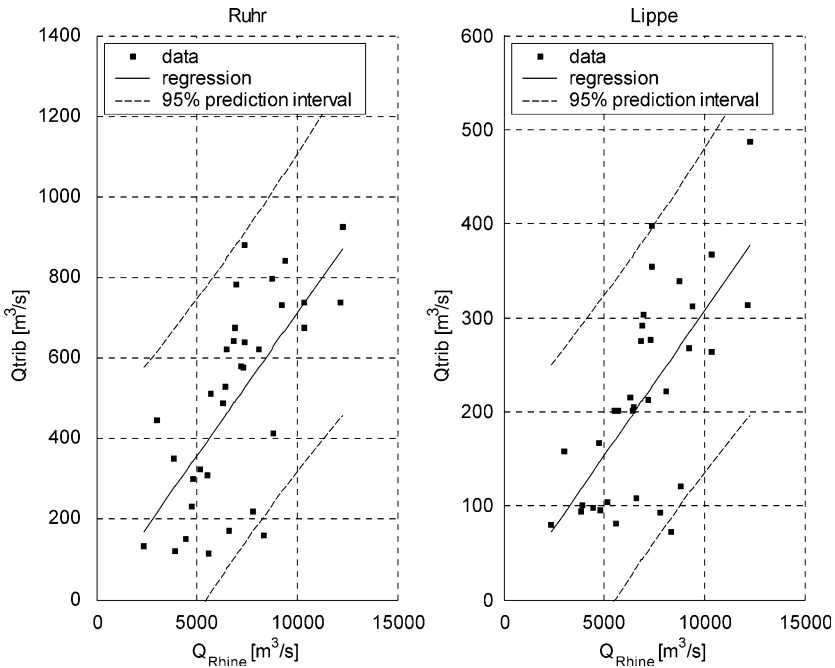 Ruhr
1400
1200
1000
800
600
400
200
0
Qtrib [m³/s]
data
regression
95% prediction interval
0 5000 10000 15000
Q_Rhine [m³/s]
Lippe
600
500
400
300
200
100
0
Qtrib [m³/s]
data
regression
95% prediction interval
0 5000 10000 15000
Q_Rhine [m³/s]